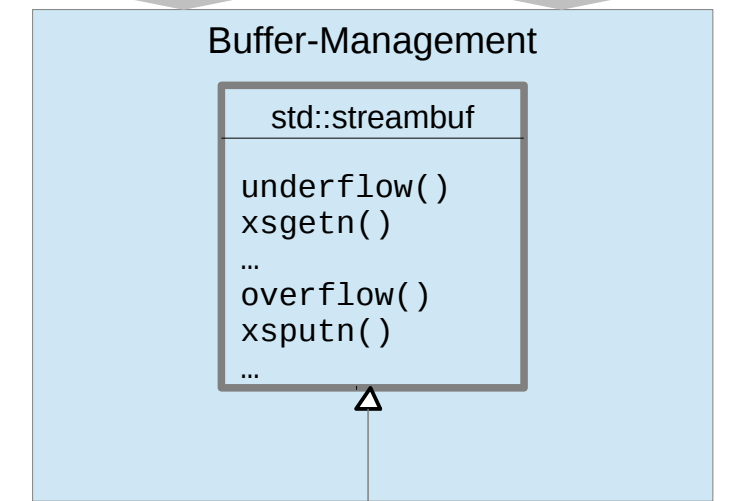 Buffer-Management
std::streambuf
underflow()
xsgetn()
…
overflow()
xsputn()
…